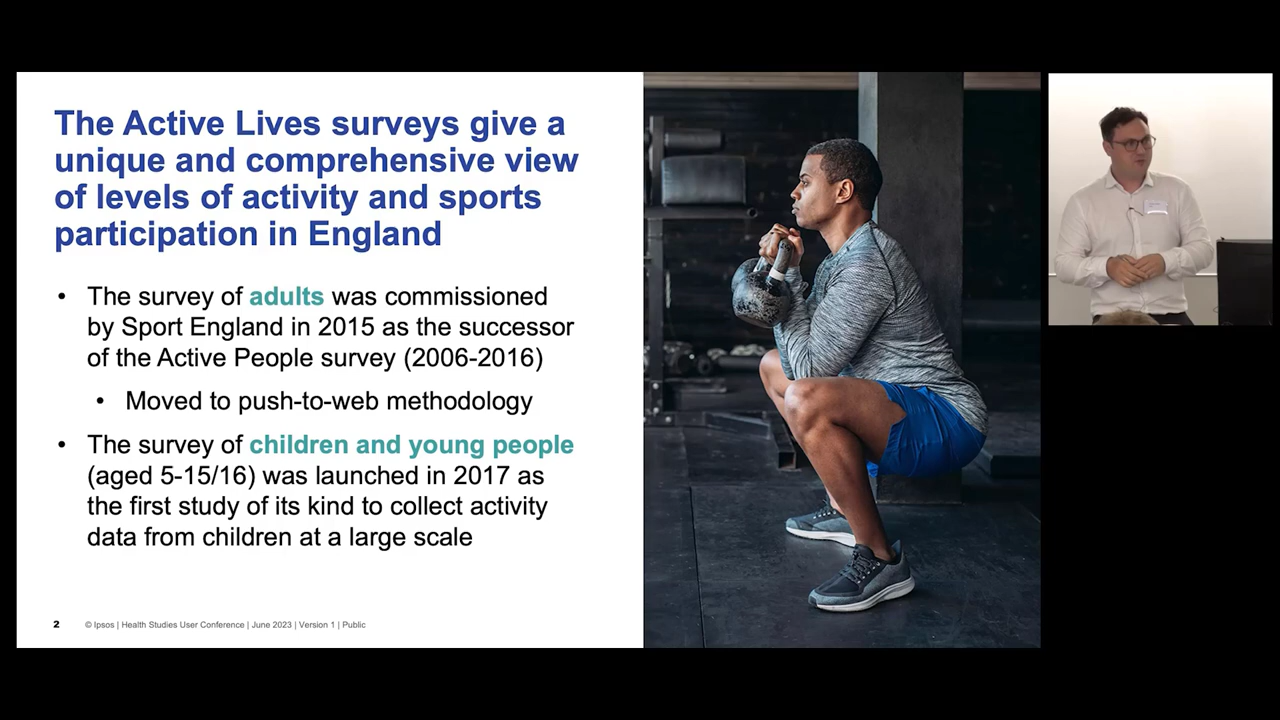 The Active Lives surveys give a
unique and comprehensive view
of levels of activity and sports
participation in England
• The survey of adults was commissioned
by Sport England in 2015 as the successor
of the Active People survey (2006-2016)
• Moved to push-to-web methodology
• The survey of children and young people
(aged 5-15/16) was launched in 2017 as
the first study of its kind to collect activity
data from children at a large scale
2 © Ipsos | Health Studies User Conference | June 2023 | Version 1 | Public